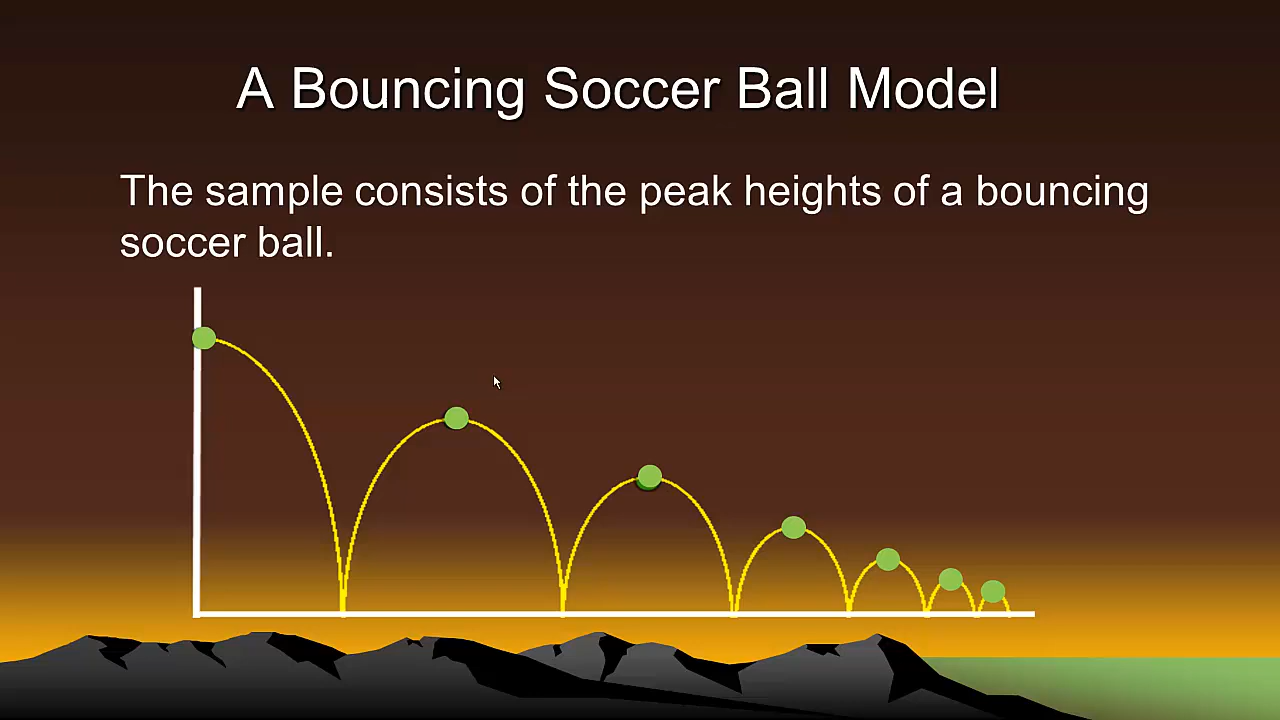 A Bouncing Soccer Ball Model
The sample consists of the peak heights of a bouncing
soccer ball.